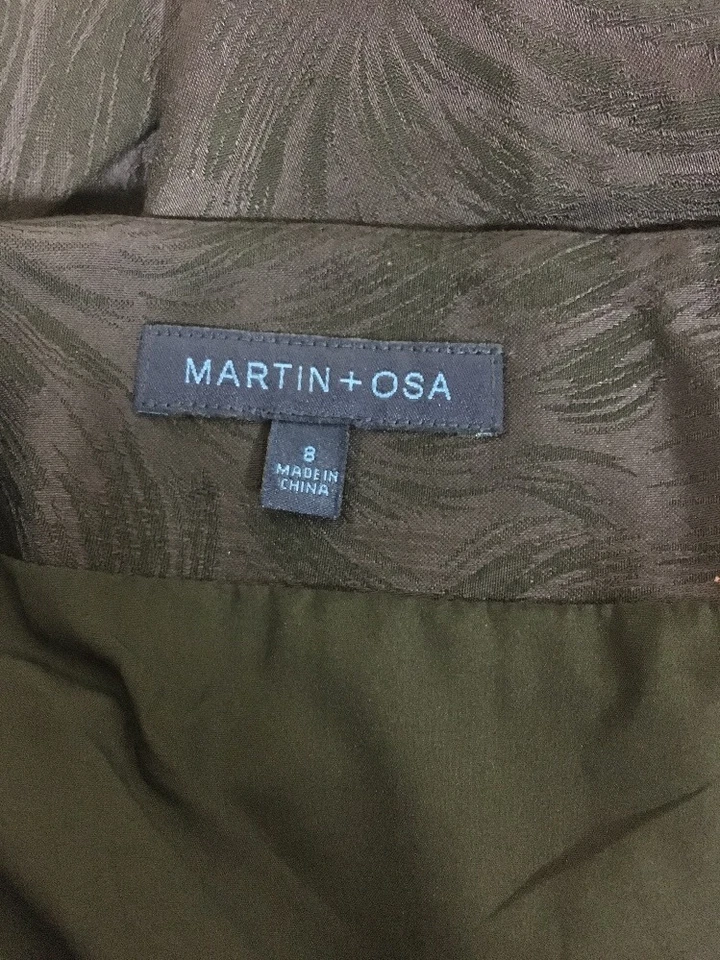 MARTIN + OSA
8
MADE IN
CHINA